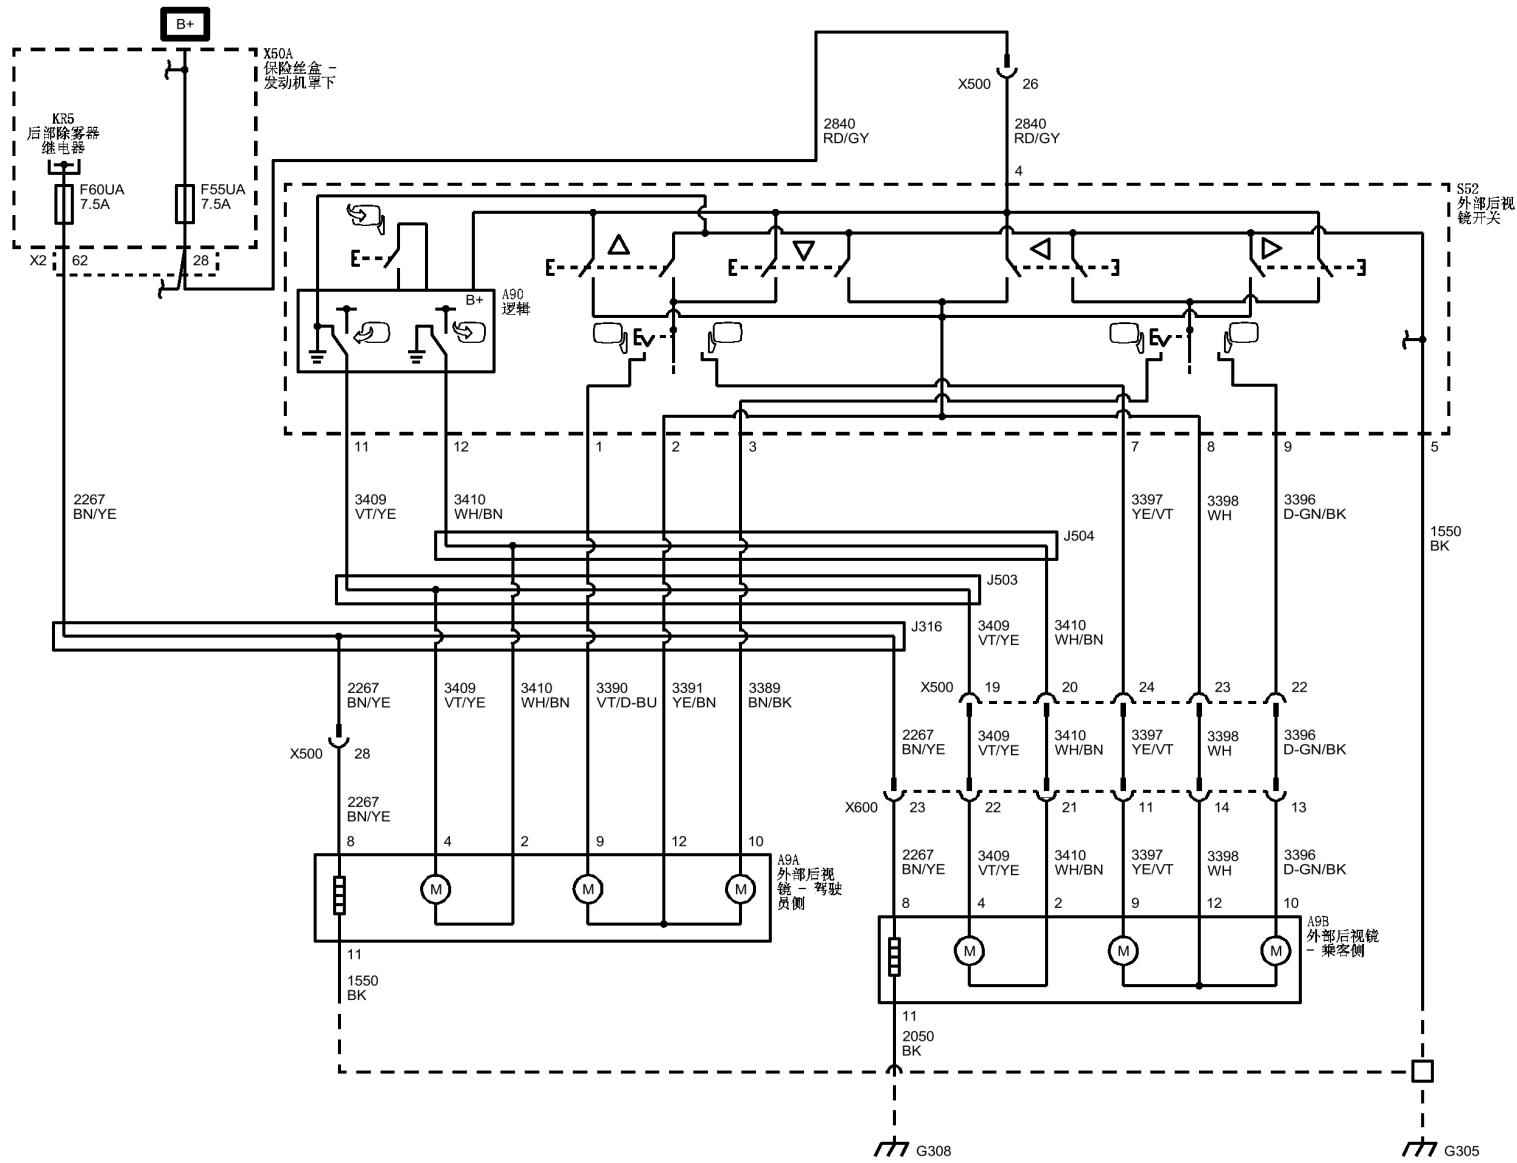 B+
X50A
保险丝盒 -
发动机罩下
KR5
后部除雾器
继电器
F60UA
7.5A
F55UA
7.5A
X2
62
28
X500
26
2840
RD/GY
2840
RD/GY
4
S52
外部后视
镜开关
B+
A90
逻辑
11
12
1
2
3
7
8
9
5
2267
BN/YE
3409
VT/YE
3410
WH/BN
3397
YE/VT
3398
WH
3396
D-GN/BK
1550
BK
J504
J503
J316
3409
VT/YE
3410
WH/BN
2267
BN/YE
3409
VT/YE
3410
WH/BN
3390
VT/D-BU
3391
YE/BN
3389
BN/BK
X500
19
20
24
23
22
X500
28
2267
BN/YE
3409
VT/YE
3410
WH/BN
3397
YE/VT
3398
WH
3396
D-GN/BK
2267
BN/YE
X600
23
22
21
11
14
13
8
4
2
9
12
10
A9A
外部后视
镜 - 驾驶
员侧
M
M
M
2267
BN/YE
3409
VT/YE
3410
WH/BN
3397
YE/VT
3398
WH
3396
D-GN/BK
8
4
2
9
12
10
A9B
外部后视镜
- 乘客侧
M
M
M
11
1550
BK
11
2050
BK
G308
G305